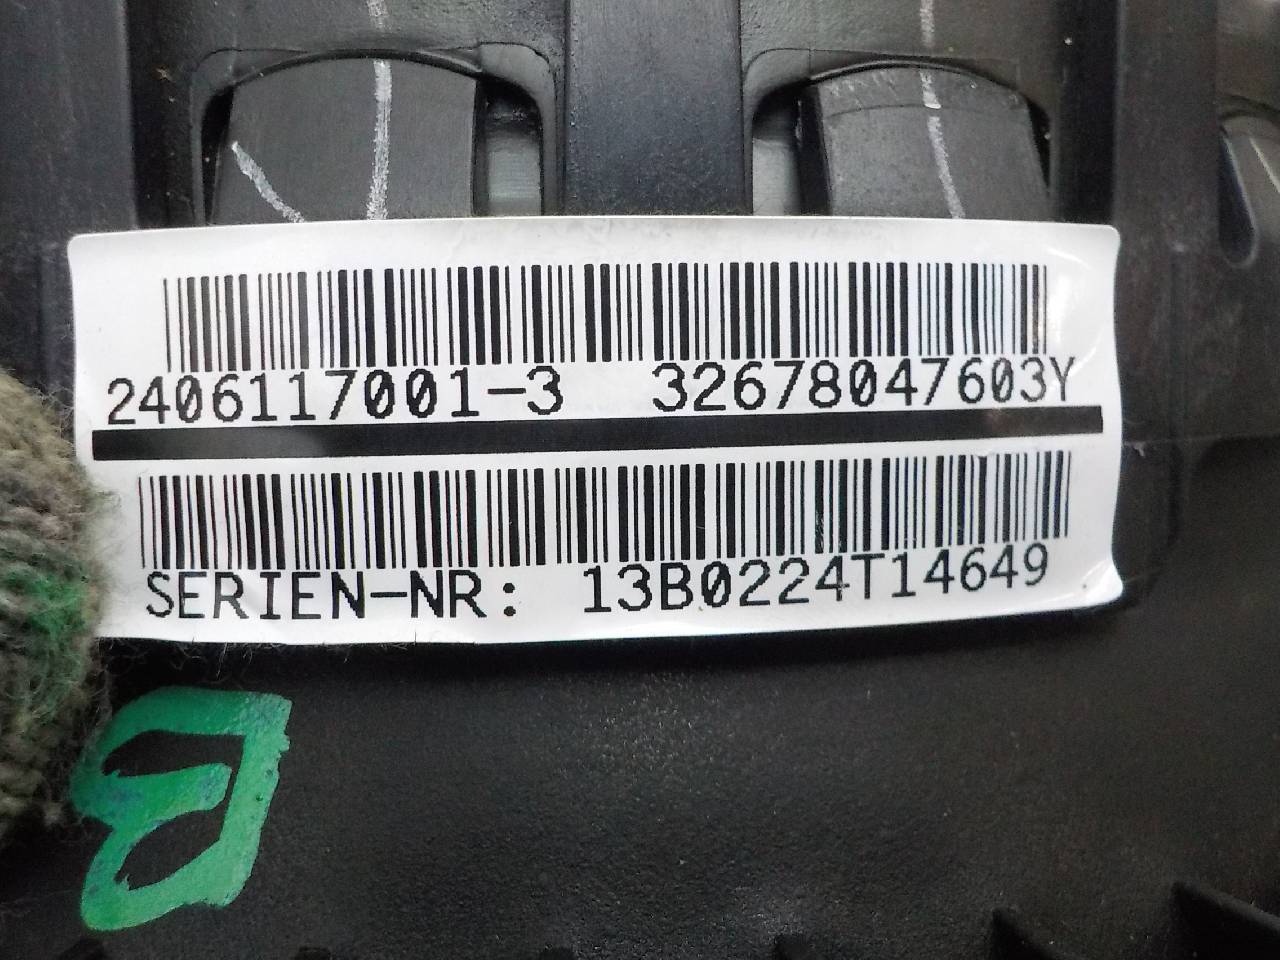 2406117001-3 32678047603Y
SERIEN-NR: 13B0224T14649
B